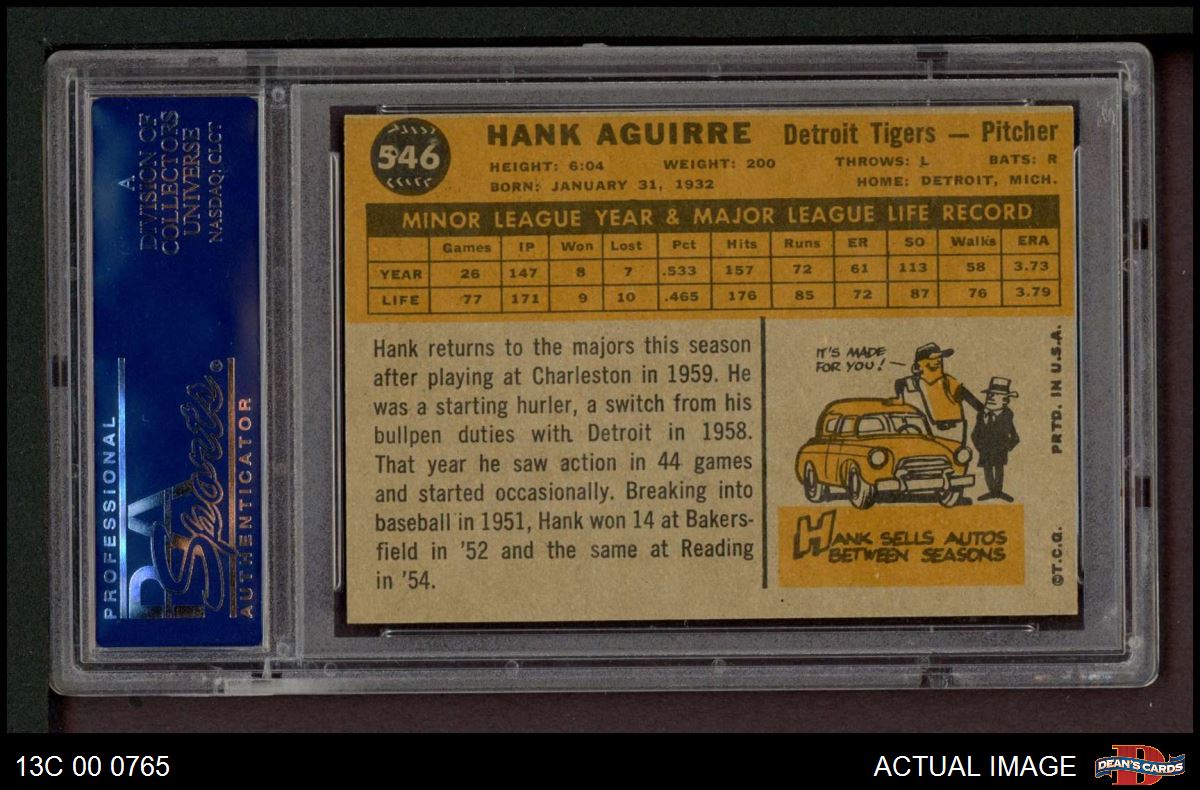 A
DIVISION OF
COLLECTORS
UNIVERSE
NASDAQ: CLCT
PROFESSIONAL
PSA
Sports
AUTHENTICATOR
546
HANK AGUIRRE Detroit Tigers — Pitcher
HEIGHT: 6:04 WEIGHT: 200 THROWS: L BATS: R
BORN: JANUARY 31, 1932 HOME: DETROIT, MICH.
MINOR LEAGUE YEAR & MAJOR LEAGUE LIFE RECORD
Games IP Won Lost Pct Hits Runs ER SO Walks ERA
YEAR 26 147 8 7 .533 157 72 61 113 58 3.73
LIFE 77 171 9 10 .465 176 85 72 87 76 3.79
Hank returns to the majors this season
after playing at Charleston in 1959. He
was a starting hurler, a switch from his
bullpen duties with Detroit in 1958.
That year he saw action in 44 games
and started occasionally. Breaking into
baseball in 1951, Hank won 14 at Bakers-
field in '52 and the same at Reading
in '54.
IT'S MADE
FOR YOU!
HANK SELLS AUTOS
BETWEEN SEASONS
PRTD. IN U.S.A.
©T.C.G.
13C 00 0765
ACTUAL IMAGE
DEAN'S CARDS